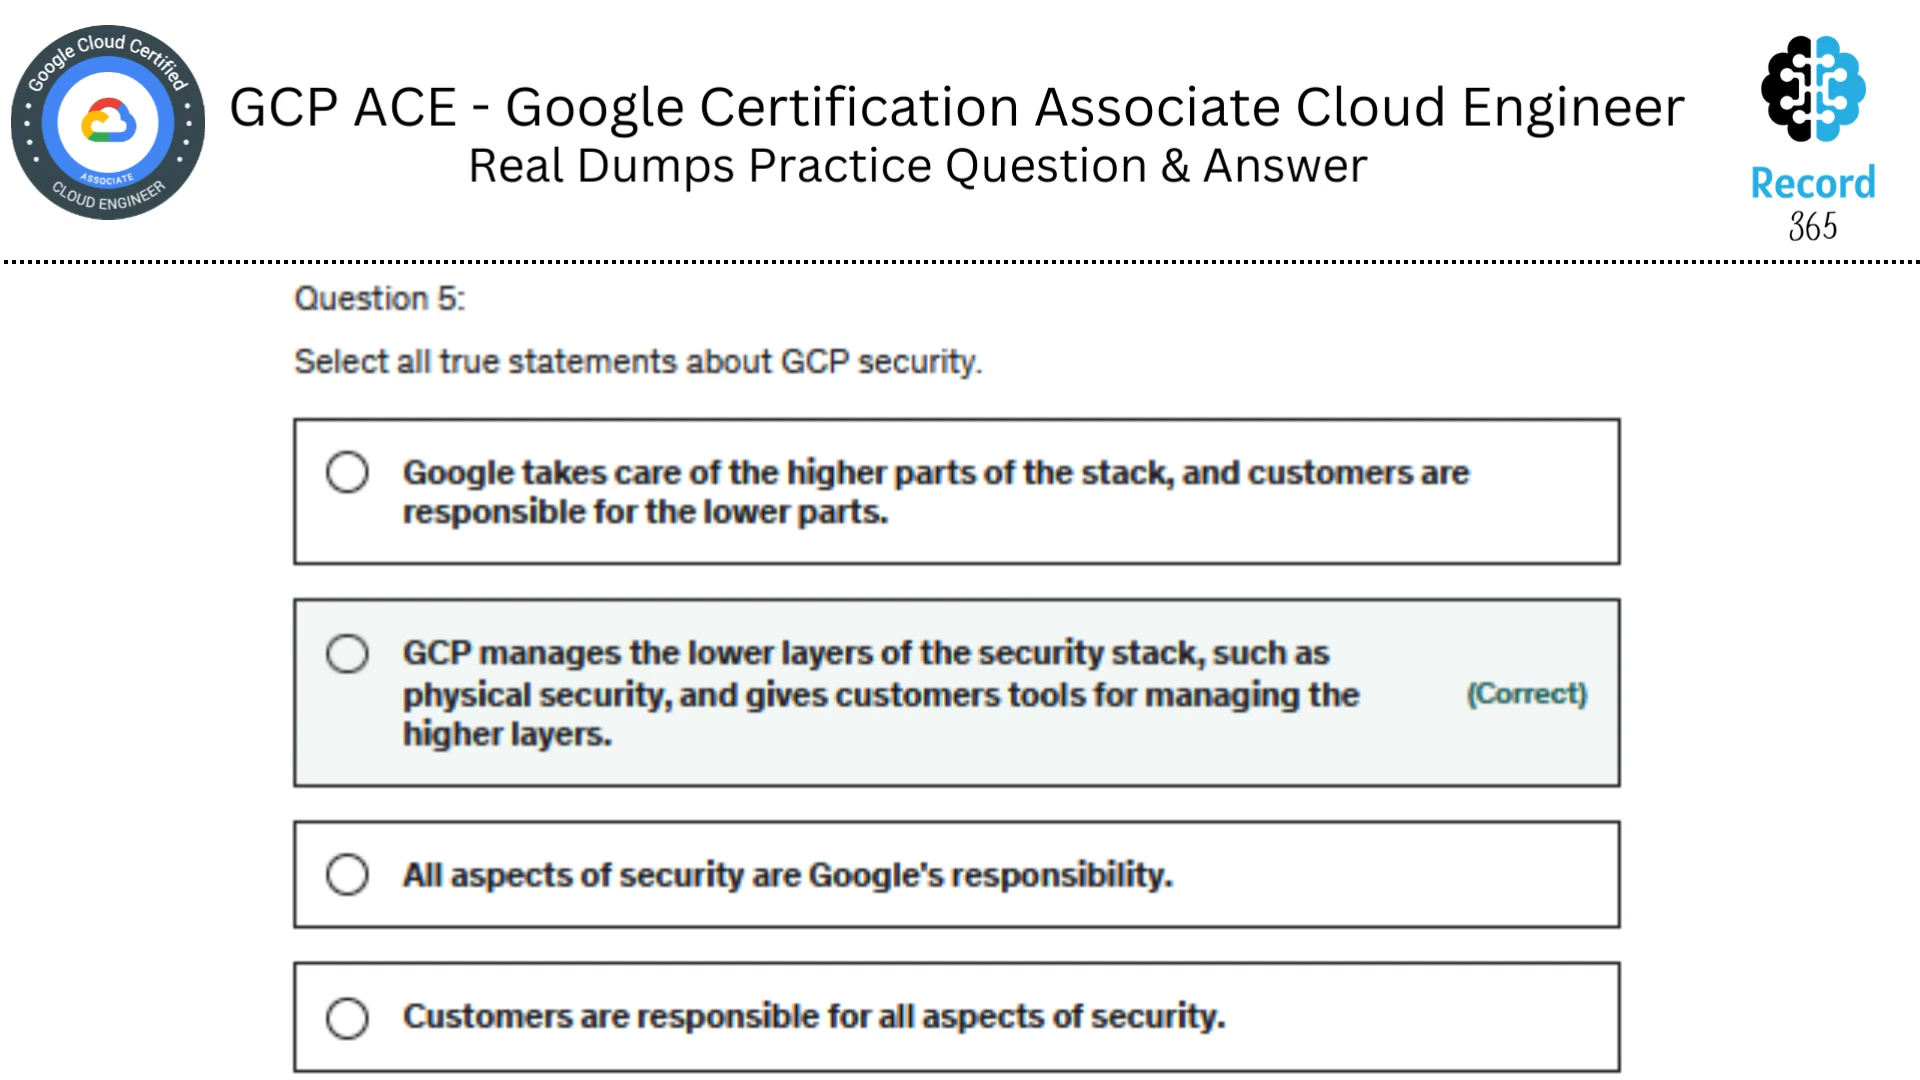 Google Cloud Certified
ASSOCIATE
CLOUD ENGINEER
GCP ACE - Google Certification Associate Cloud Engineer
Real Dumps Practice Question & Answer
Record
365
Question 5:
Select all true statements about GCP security.
Google takes care of the higher parts of the stack, and customers are
responsible for the lower parts.
GCP manages the lower layers of the security stack, such as
physical security, and gives customers tools for managing the
higher layers.
(Correct)
All aspects of security are Google's responsibility.
Customers are responsible for all aspects of security.